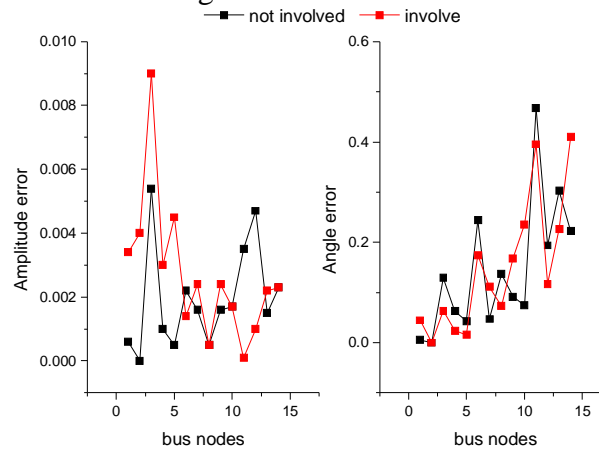 not involved involve
0.010
0.008
0.006
0.004
0.002
0.000
Amplitude error
0 5 10 15
bus nodes
0.6
0.4
0.2
0.0
Angle error
0 5 10 15
bus nodes